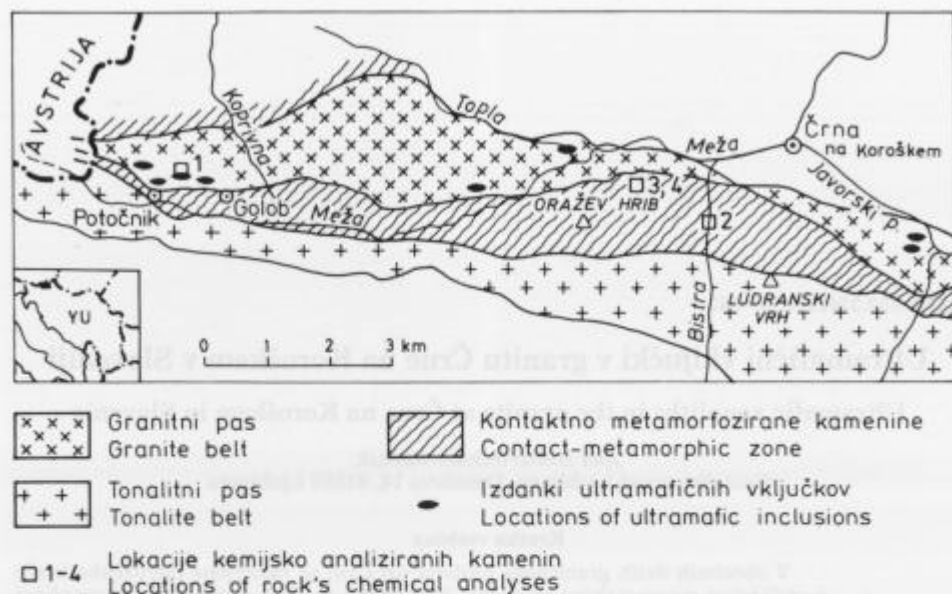 AVSTRIJA
Koprivna
Topla
Meža
Črna
na Koroškem
Javorski p.
1
3,4
ORAŽEV HRIB
2
Potočnik
Golob
Meža
Bistra
LUDRANSKI
VRH
YU
0 1 2 3 km
Granitni pas
Granite belt
Kontaktno metamorfozirane kamenine
Contact-metamorphic zone
Tonalitni pas
Tonalite belt
Izdanki ultramafičnih vključkov
Locations of ultramafic inclusions
1-4 Lokacije kemijsko analiziranih kamenin
Locations of rock's chemical analyses